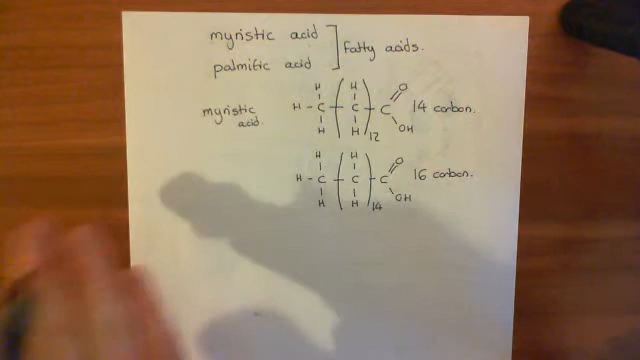 myristic acid
palmitic acid
Fatty acids.
myristic acid.
H H
H - C - ( C ) - C O
H H 12 OH
14 carbon.
H H
H - C - ( C ) - C O
H H 14 OH
16 carbon.